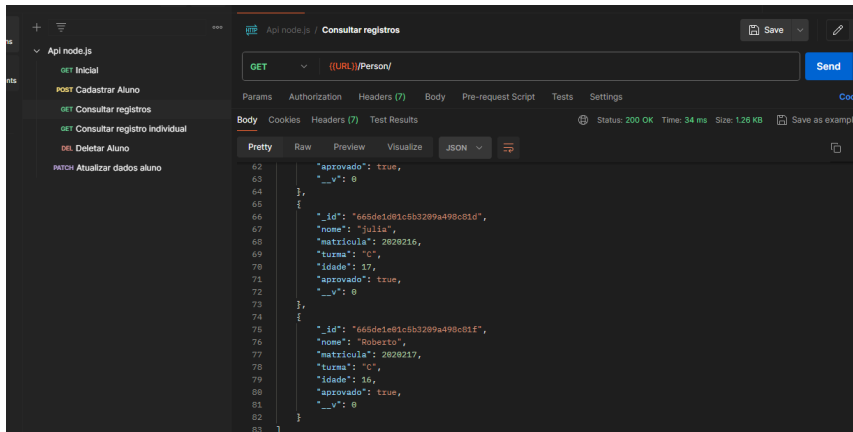 ns
nts
Api node.js
GET Inicial
POST Cadastrar Aluno
GET Consultar registros
GET Consultar registro individual
DEL Deletar Aluno
PATCH Atualizar dados aluno
HTTP Api node.js / Consultar registros
Save
GET {{URL}}/Person/
Send
Params Authorization Headers (7) Body Pre-request Script Tests Settings
Coo
Body Cookies Headers (7) Test Results
Status: 200 OK Time: 34 ms Size: 1.26 KB Save as exampl
Pretty Raw Preview Visualize JSON
62 "aprovado": true,
63 "__v": 0
64 },
65 {
66 "_id": "665de1d01c5b3209a498c81d",
67 "nome": "julia",
68 "matricula": 2020216,
69 "turma": "C",
70 "idade": 17,
71 "aprovado": true,
72 "__v": 0
73 },
74 {
75 "_id": "665de1e01c5b3209a498c81f",
76 "nome": "Roberto",
77 "matricula": 2020217,
78 "turma": "C",
79 "idade": 16,
80 "aprovado": true,
81 "__v": 0
82 }
83 ]